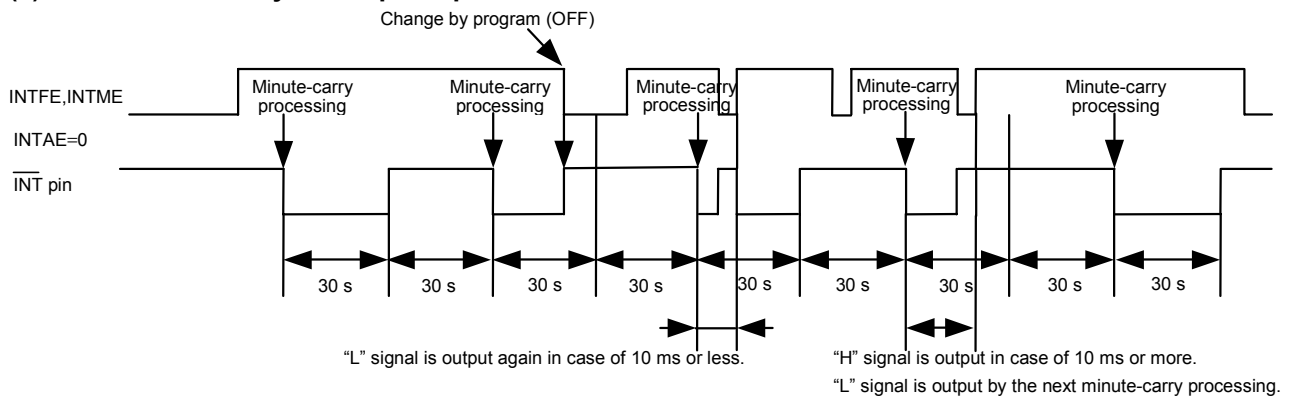 Change by program (OFF)
INTFE,INTME
Minute-carry
processing
Minute-carry
processing
Minute-carry
processing
Minute-carry
processing
Minute-carry
processing
INTAE=0
INT pin
30 s
30 s
30 s
30 s
30 s
30 s
30 s
30 s
30 s
“L” signal is output again in case of 10 ms or less.
“H” signal is output in case of 10 ms or more.
“L” signal is output by the next minute-carry processing.